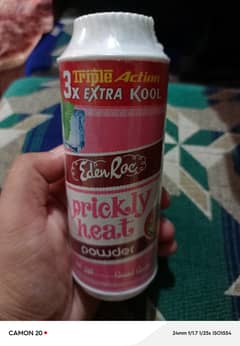 Triple Action
3X EXTRA KOOL
Eden Roc
prickly
heat
powder
CAMON 20
24mm f/1.7 1/25s ISO1554